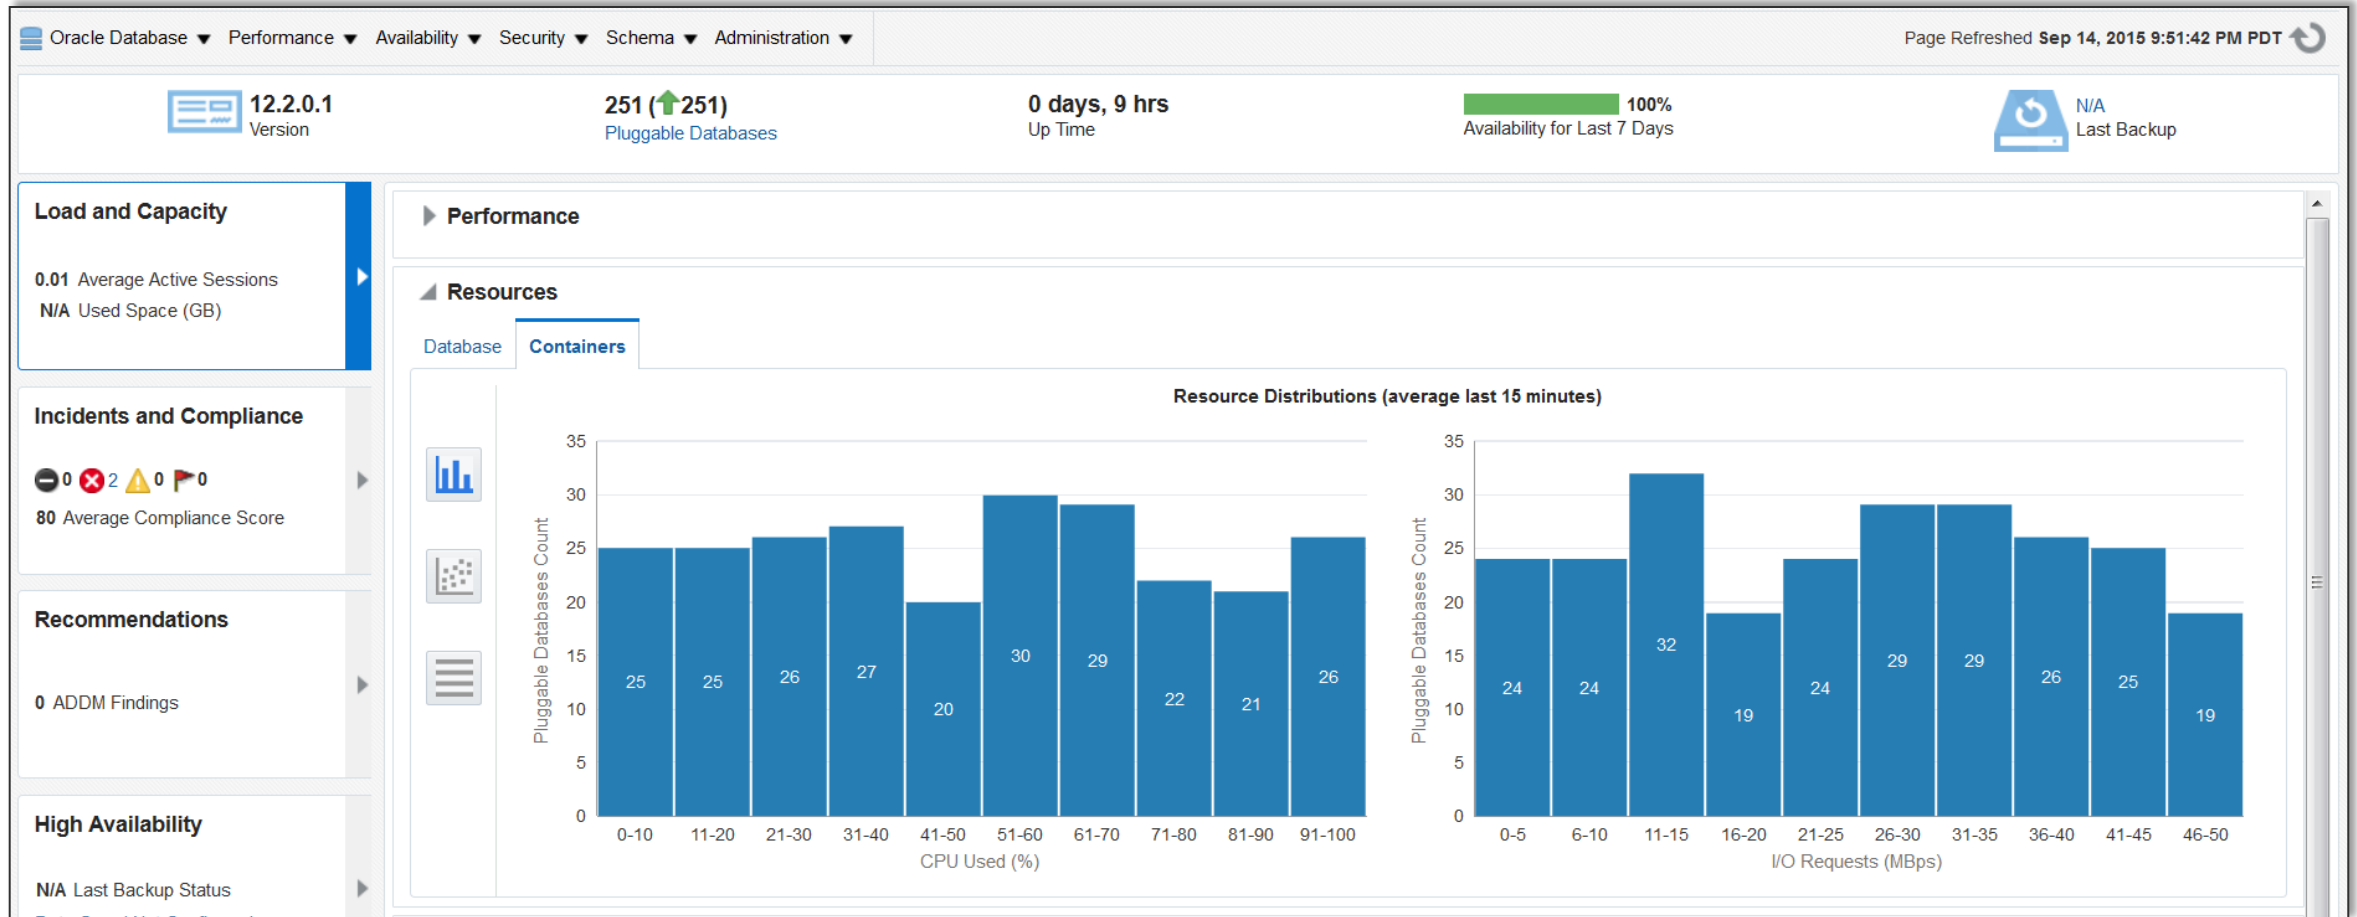 Oracle Database ▼ Performance ▼ Availability ▼ Security ▼ Schema ▼ Administration ▼
Page Refreshed Sep 14, 2015 9:51:42 PM PDT
12.2.0.1
Version
251 (251)
Pluggable Databases
0 days, 9 hrs
Up Time
100%
Availability for Last 7 Days
N/A
Last Backup
Load and Capacity
0.01 Average Active Sessions
N/A Used Space (GB)
Incidents and Compliance
0 2 0 0
80 Average Compliance Score
Recommendations
0 ADDM Findings
High Availability
N/A Last Backup Status
Performance
Resources
Database Containers
Resource Distributions (average last 15 minutes)
Pluggable Databases Count
35
30
25
20
15
10
5
0
25 25 26 27 20 30 29 22 21 26
0-10 11-20 21-30 31-40 41-50 51-60 61-70 71-80 81-90 91-100
CPU Used (%)
Pluggable Databases Count
35
30
25
20
15
10
5
0
24 24 32 19 24 29 29 26 25 19
0-5 6-10 11-15 16-20 21-25 26-30 31-35 36-40 41-45 46-50
I/O Requests (MBps)